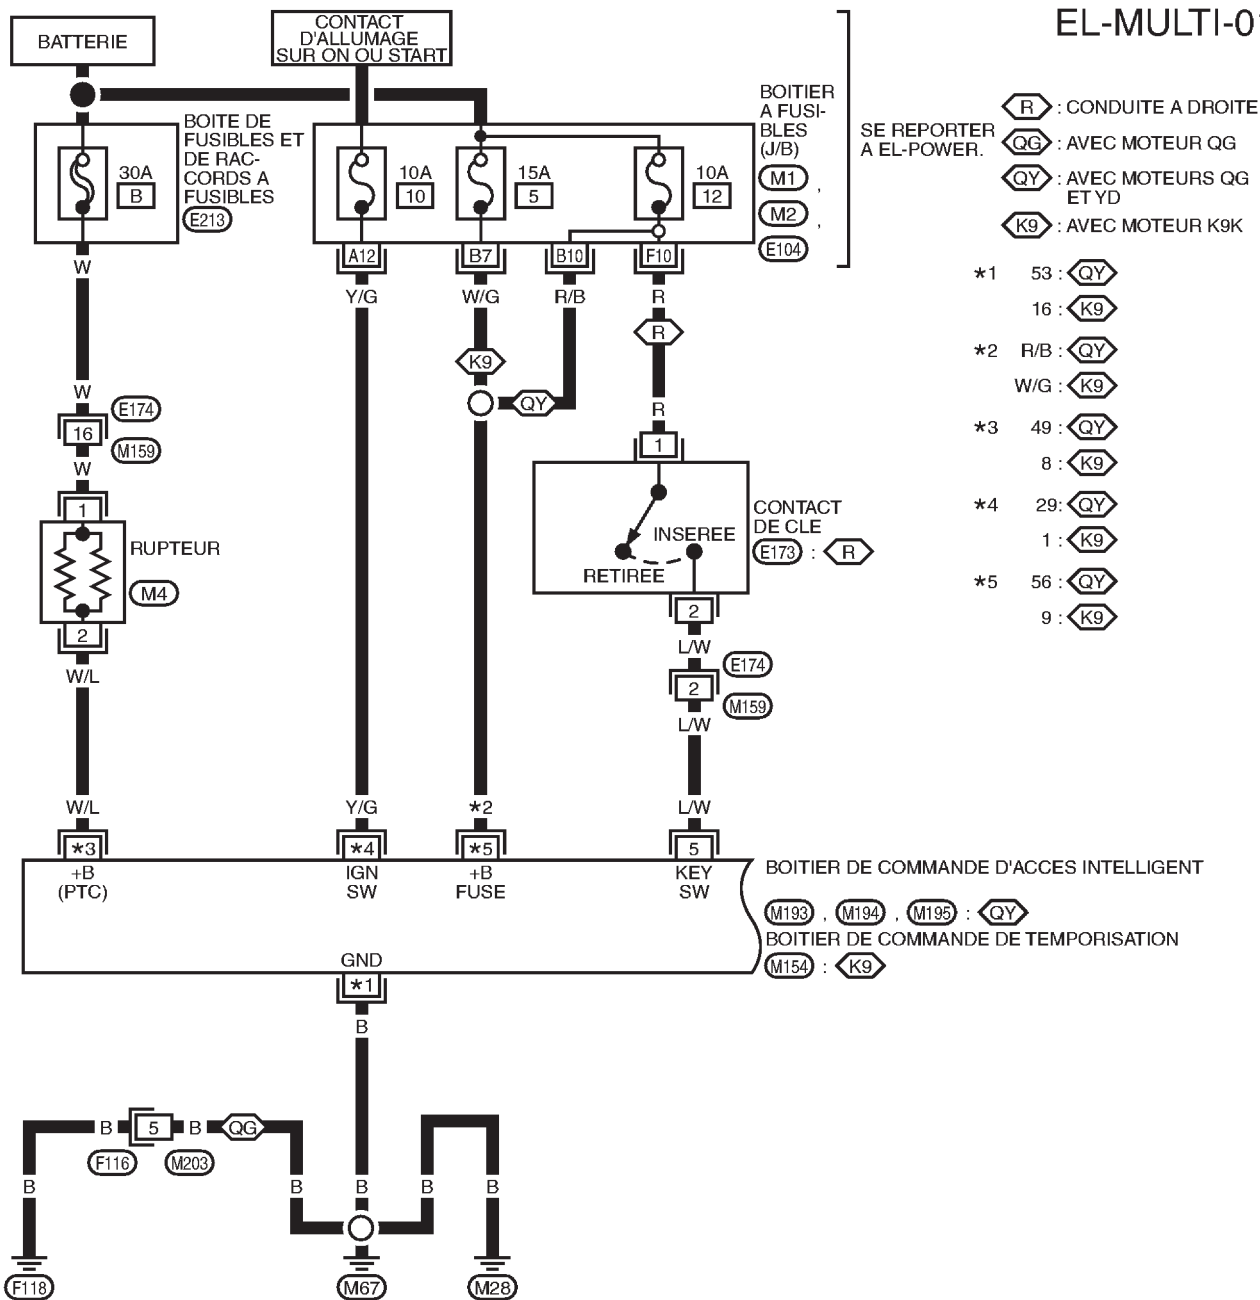 EL-MULTI-01
BATTERIE
CONTACT
D'ALLUMAGE
SUR ON OU START
BOITE DE
FUSIBLES ET
DE RAC-
CORDS A
FUSIBLES
E213
30A
B
10A
10
15A
5
10A
12
BOITIER
A FUSI-
BLES
(J/B)
M1 ,
M2 ,
E104
SE REPORTER
A EL-POWER.
R : CONDUITE A DROITE
QG : AVEC MOTEUR QG
QY : AVEC MOTEURS QG
ET YD
K9 : AVEC MOTEUR K9K
*1 53 : QY
16 : K9
*2 R/B : QY
W/G : K9
*3 49 : QY
8 : K9
*4 29: QY
1 : K9
*5 56 : QY
9 : K9
A12 B7 B10 F10
W Y/G W/G R/B R
R
K9
QY
W
E174
16
M159
W
R
1
1
RUPTEUR
M4
2
W/L
INSEREE
RETIREE
CONTACT
DE CLE
E173 : R
2
L/W
E174
2
M159
L/W
W/L Y/G *2 L/W
*3 *4 *5 5
+B
(PTC)
IGN
SW
+B
FUSE
KEY
SW
BOITIER DE COMMANDE D'ACCES INTELLIGENT
M193 , M194 , M195 : QY
BOITIER DE COMMANDE DE TEMPORISATION
M154 : K9
GND
*1
B
B 5 B QG
F116 M203
B B B B B
F118 M67 M28